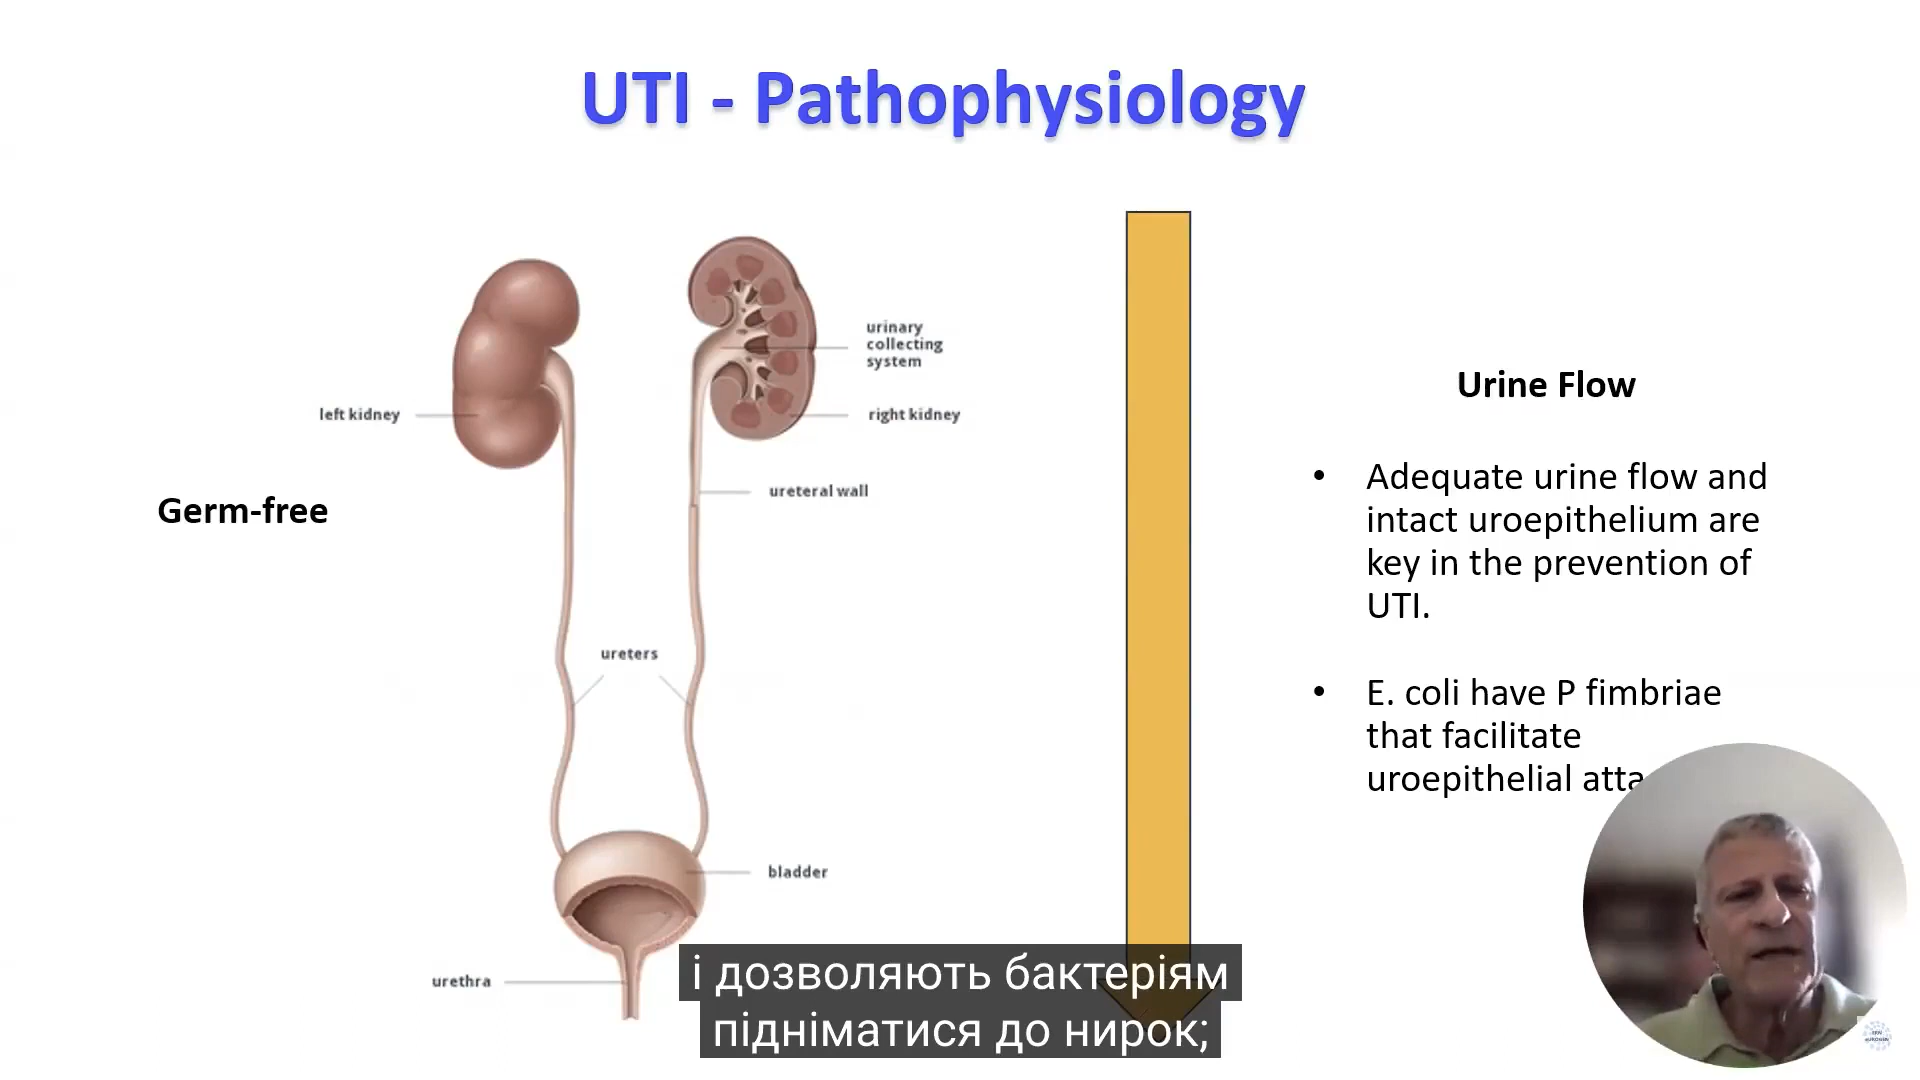 UTI - Pathophysiology
urinary
collecting
system
left kidney
right kidney
Urine Flow
Germ-free
ureteral wall
• Adequate urine flow and
intact uroepithelium are
key in the prevention of
UTI.
ureters
• E. coli have P fimbriae
that facilitate
uroepithelial atta
bladder
urethra
і дозволяють бактеріям
підніматися до нирок;